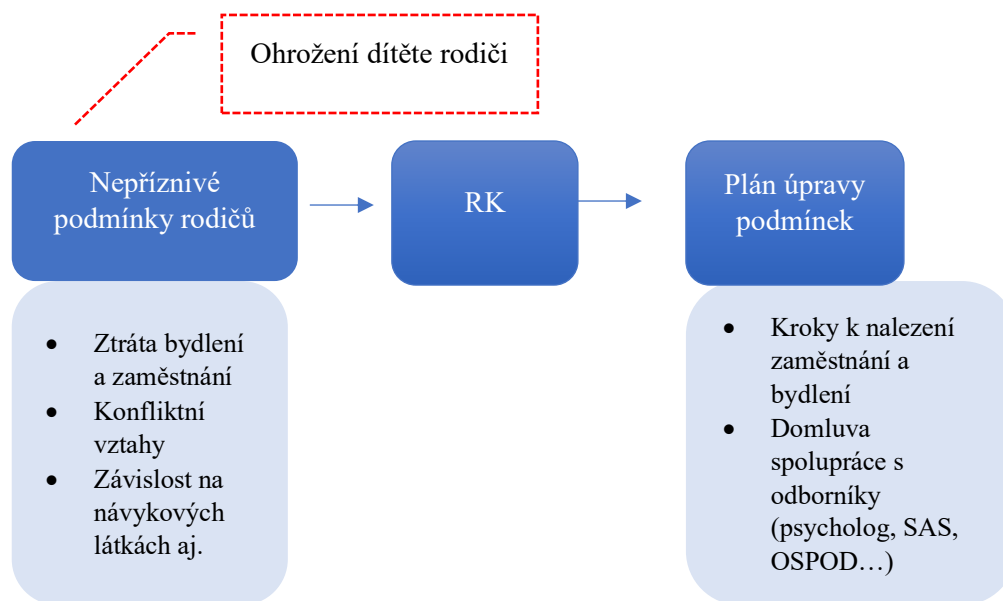 Ohrožení dítěte rodiči
Nepříznivé
podmínky rodičů
RK
Plán úpravy
podmínek
• Ztráta bydlení
a zaměstnání
• Konfliktní
vztahy
• Závislost na
návykových
látkách aj.
• Kroky k nalezení
zaměstnání a
bydlení
• Domluva
spolupráce s
odborníky
(psycholog, SAS,
OSPOD…)